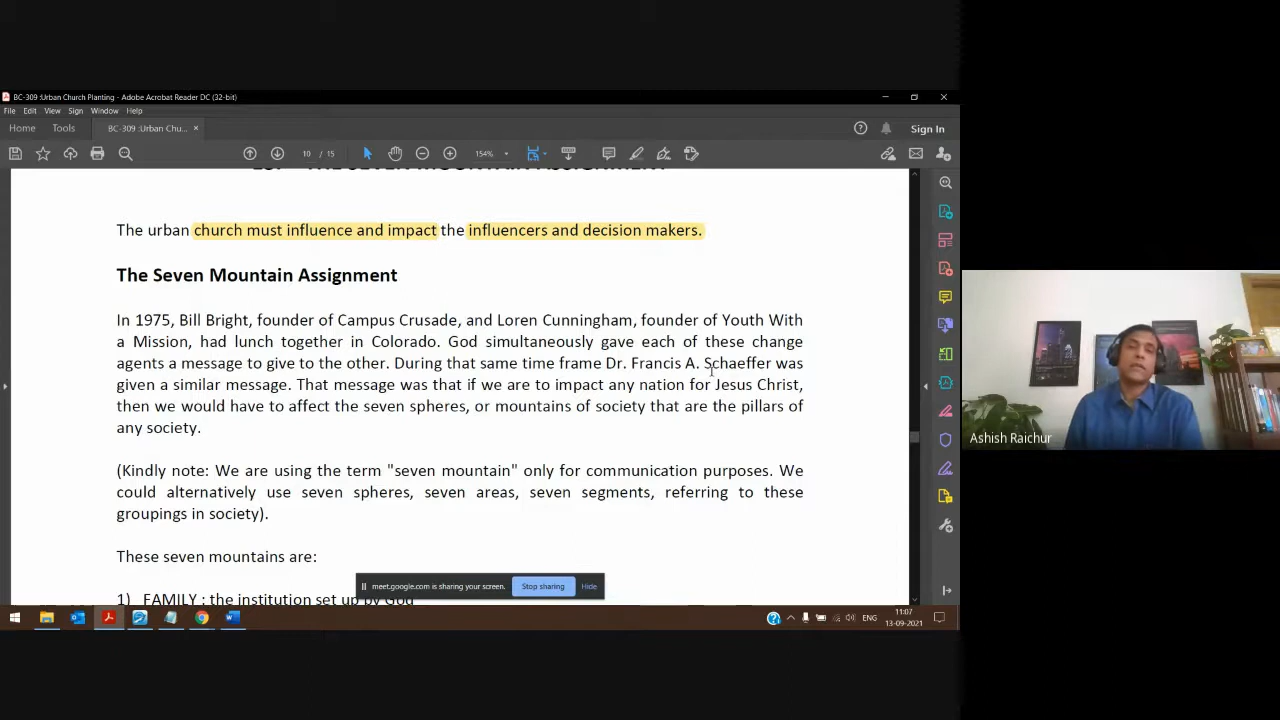 BC-309 :Urban Church Planting - Adobe Acrobat Reader DC (32-bit)
File Edit View Sign Window Help
Home Tools BC-309 :Urban Chu... × Sign In
10 / 15 154%
The urban church must influence and impact the influencers and decision makers.
The Seven Mountain Assignment
In 1975, Bill Bright, founder of Campus Crusade, and Loren Cunningham, founder of Youth With
a Mission, had lunch together in Colorado. God simultaneously gave each of these change
agents a message to give to the other. During that same time frame Dr. Francis A. Schaeffer was
given a similar message. That message was that if we are to impact any nation for Jesus Christ,
then we would have to affect the seven spheres, or mountains of society that are the pillars of
any society.
(Kindly note: We are using the term "seven mountain" only for communication purposes. We
could alternatively use seven spheres, seven areas, seven segments, referring to these
groupings in society).
These seven mountains are:
1) FAMILY : the institution set up by God
meet.google.com is sharing your screen. Stop sharing Hide
ENG 11:07
13-09-2021
Ashish Raichur